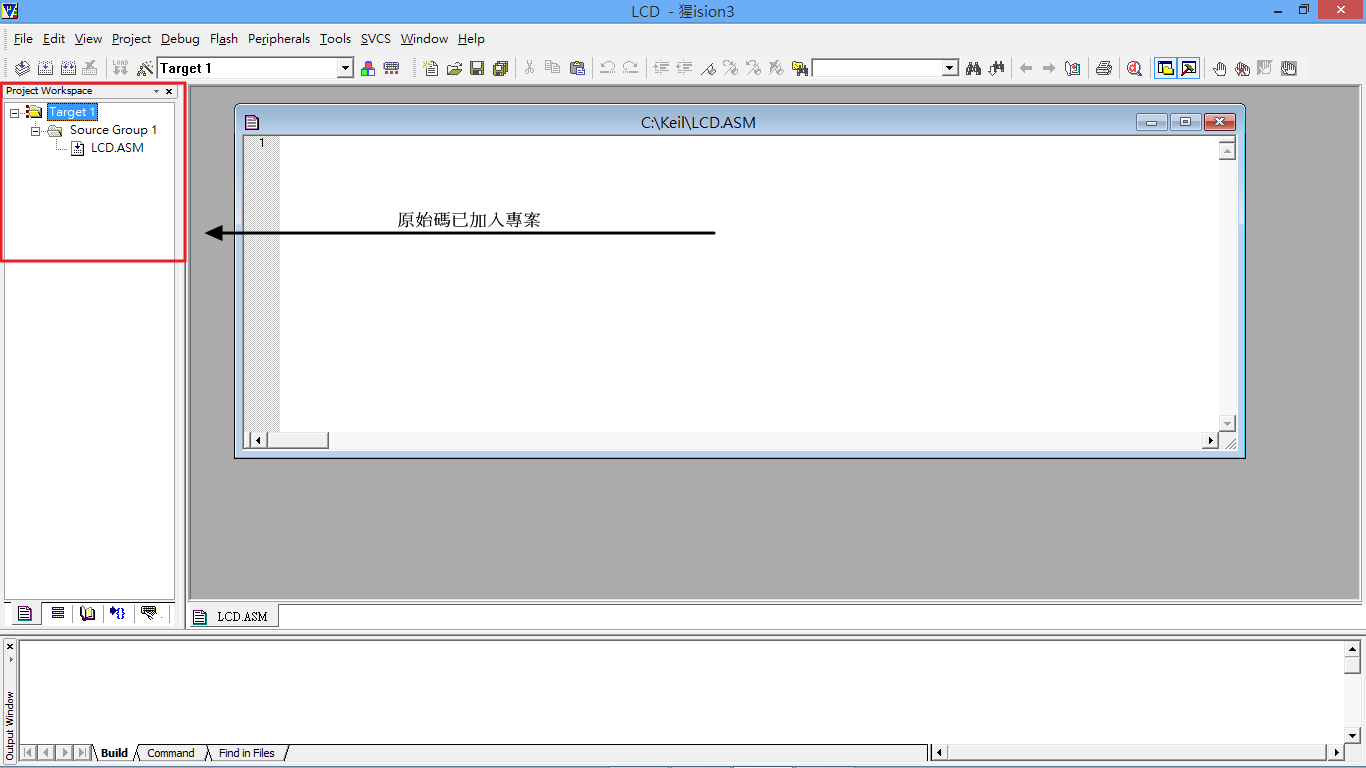 LCD - 猩ision3
File Edit View Project Debug Flash Peripherals Tools SVCS Window Help
LOAD Target 1
Project Workspace
Target 1
Source Group 1
LCD.ASM
C:\Keil\LCD.ASM
1
原始碼已加入專案
LCD.ASM
Output Window
Build Command Find in Files